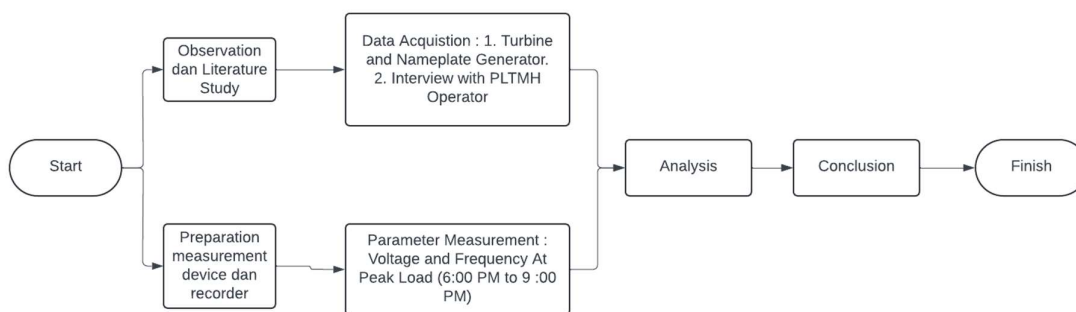 Start
Observation
dan Literature
Study
Data Acquistion : 1. Turbine
and Nameplate Generator.
2. Interview with PLTMH
Operator
Preparation
measurement
device dan
recorder
Parameter Measurement :
Voltage and Frequency At
Peak Load (6:00 PM to 9 :00
PM)
Analysis
Conclusion
Finish